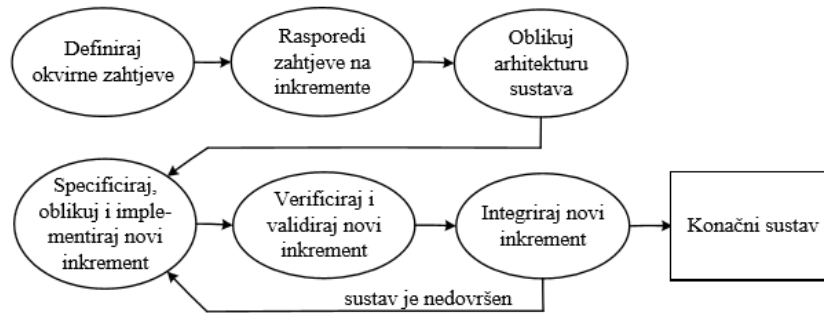 Definiraj
okvirne zahtjeve
Rasporedi
zahtjeve na
inkremente
Oblikuj
arhitekturu
sustava
Specificiraj,
oblikuj i imple-
mentiraj novi
inkrement
Verificiraj i
validiraj novi
inkrement
Integriraj novi
inkrement
Konačni sustav
sustav je nedovršen